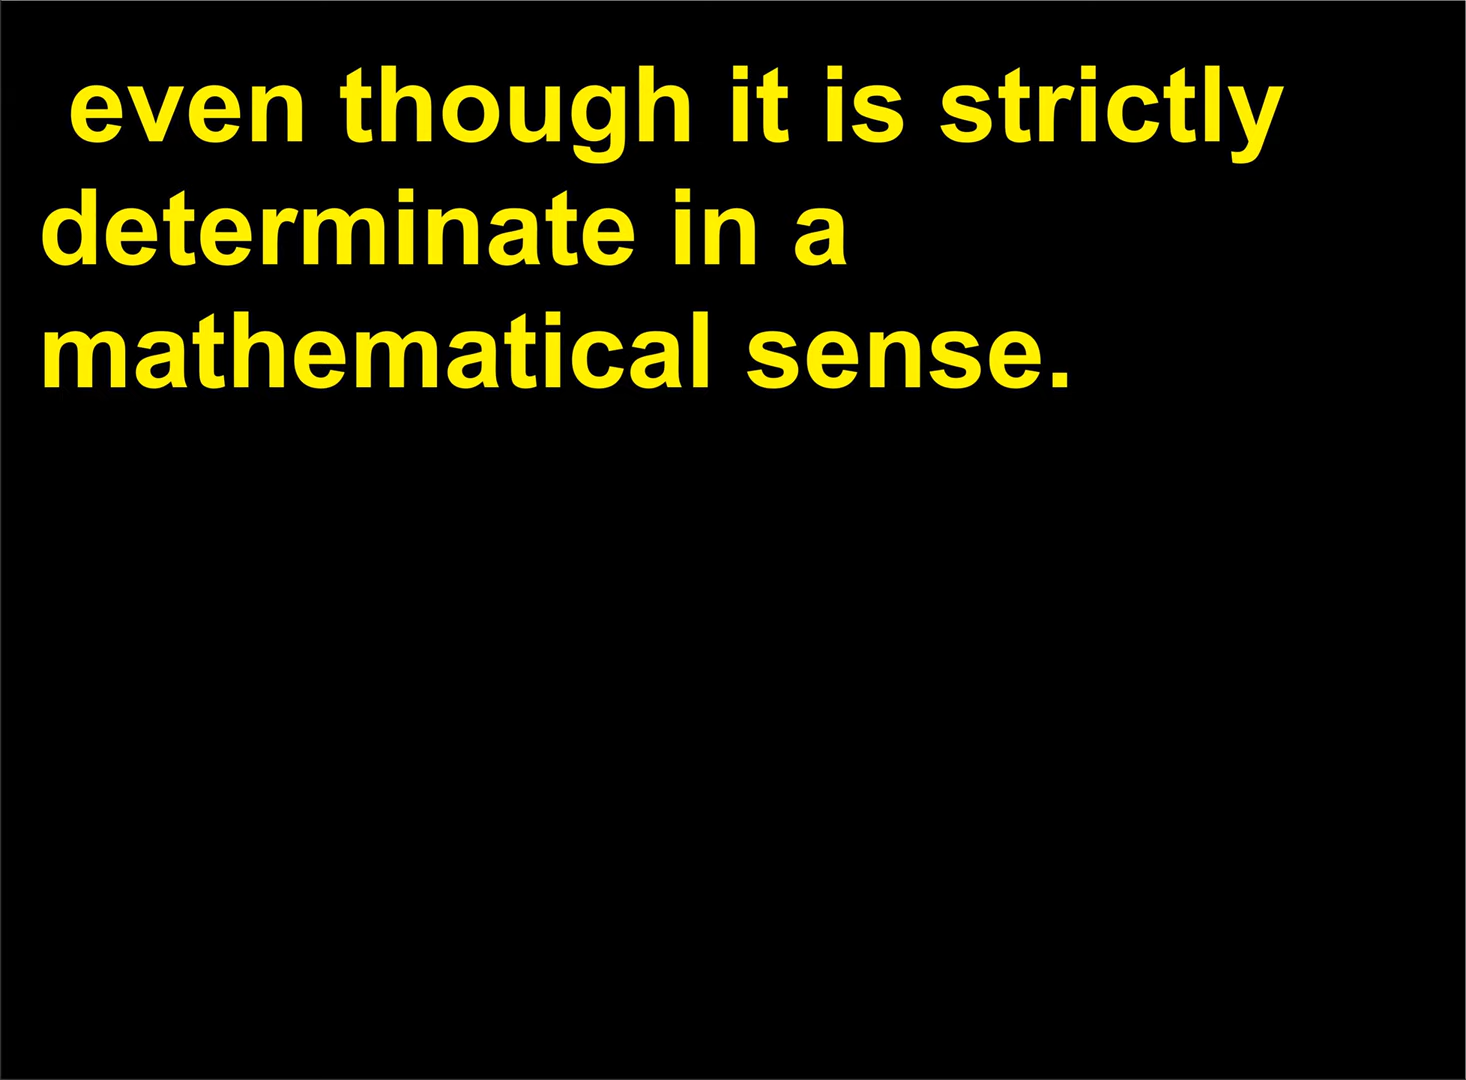 even though it is strictly
determinate in a
mathematical sense.